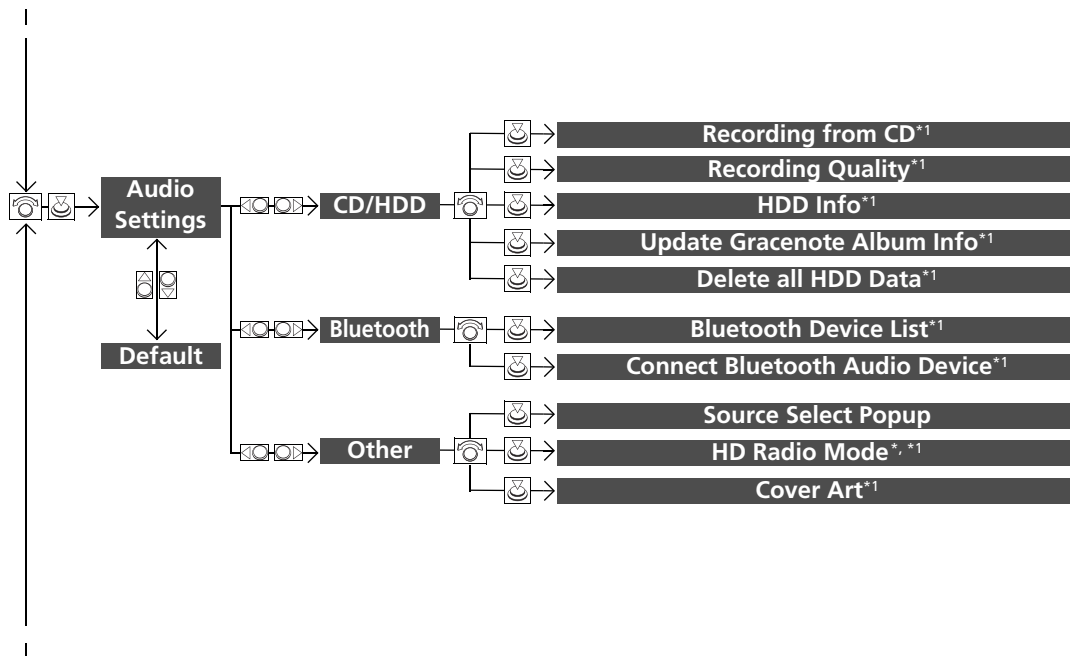 Recording from CD*1
Recording Quality*1
Audio
Settings
CD/HDD
HDD Info*1
Update Gracenote Album Info*1
Delete all HDD Data*1
Bluetooth
Bluetooth Device List*1
Default
Connect Bluetooth Audio Device*1
Source Select Popup
Other
HD Radio Mode*, *1
Cover Art*1